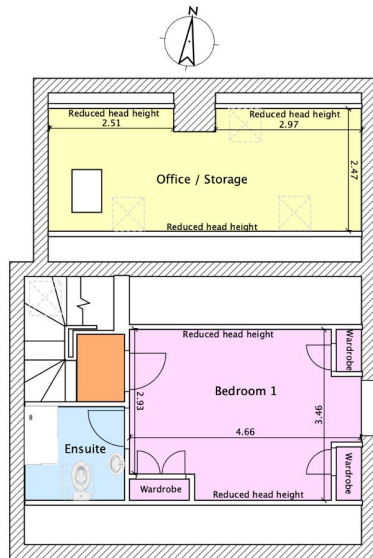 N
Reduced head height
Reduced head height
2.51
2.97
2.47
Office / Storage
Reduced head height
Reduced head height
Wardrobe
2.93
Bedroom 1
3.46
4.66
Ensuite
Wardrobe
Wardrobe
Reduced head height